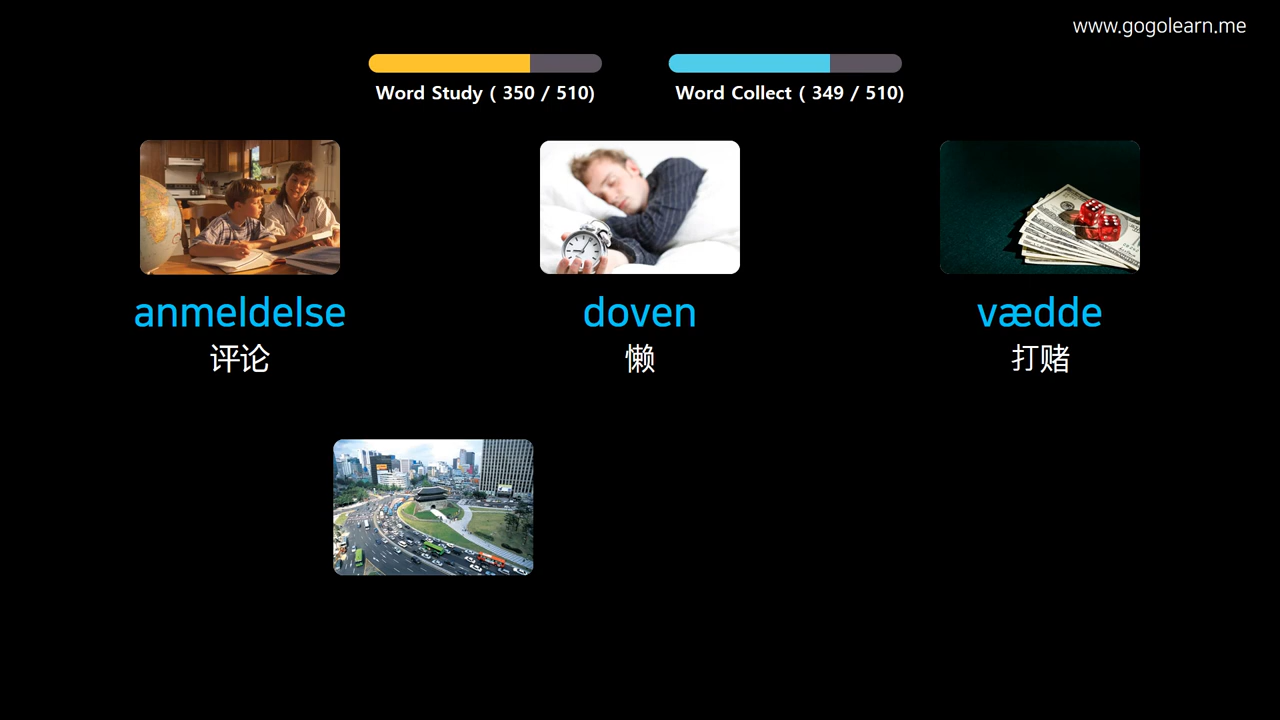 www.gogolearn.me
Word Study ( 350 / 510)
Word Collect ( 349 / 510)
anmeldelse
doven
vædde
评论
懒
打赌